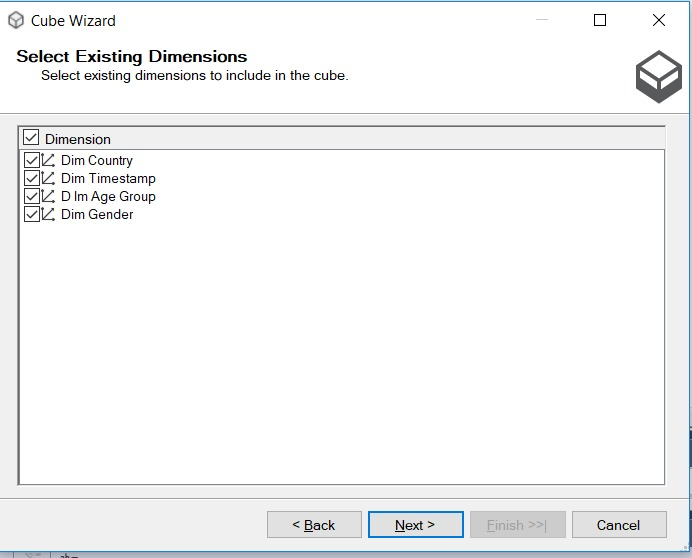 Cube Wizard
Select Existing Dimensions
Select existing dimensions to include in the cube.
Dimension
Dim Country
Dim Timestamp
D Im Age Group
Dim Gender
< Back
Next >
Finish >>|
Cancel